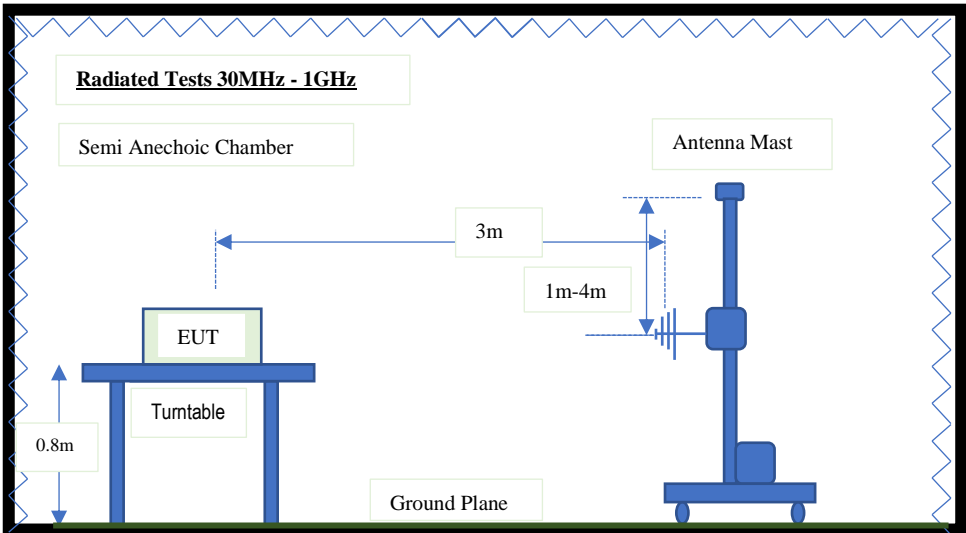 Radiated Tests 30MHz - 1GHz
Semi Anechoic Chamber
Antenna Mast
3m
1m-4m
EUT
Turntable
0.8m
Ground Plane